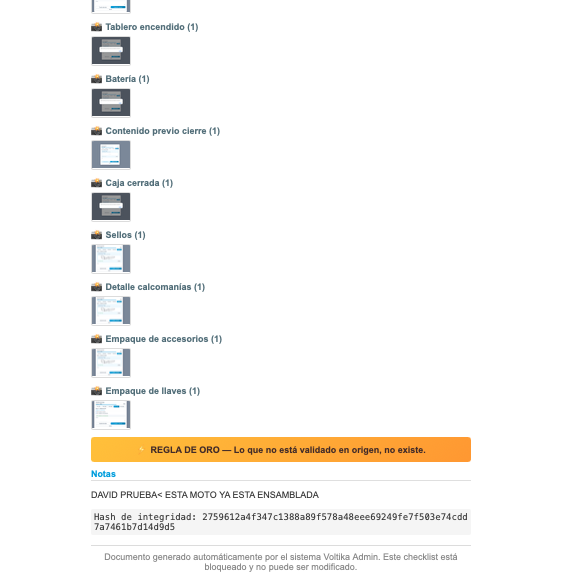 Tablero encendido (1)
Batería (1)
Contenido previo cierre (1)
Caja cerrada (1)
Sellos (1)
Detalle calcomanías (1)
Empaque de accesorios (1)
Empaque de llaves (1)
REGLA DE ORO — Lo que no está validado en origen, no existe.
Notas
DAVID PRUEBA< ESTA MOTO YA ESTA ENSAMBLADA
Hash de integridad: 2759612a4f347c1388a89f578a48eee69249fe7f503e74cdd
7a7461b7d14d9d5
Documento generado automáticamente por el sistema Voltika Admin. Este checklist está
bloqueado y no puede ser modificado.